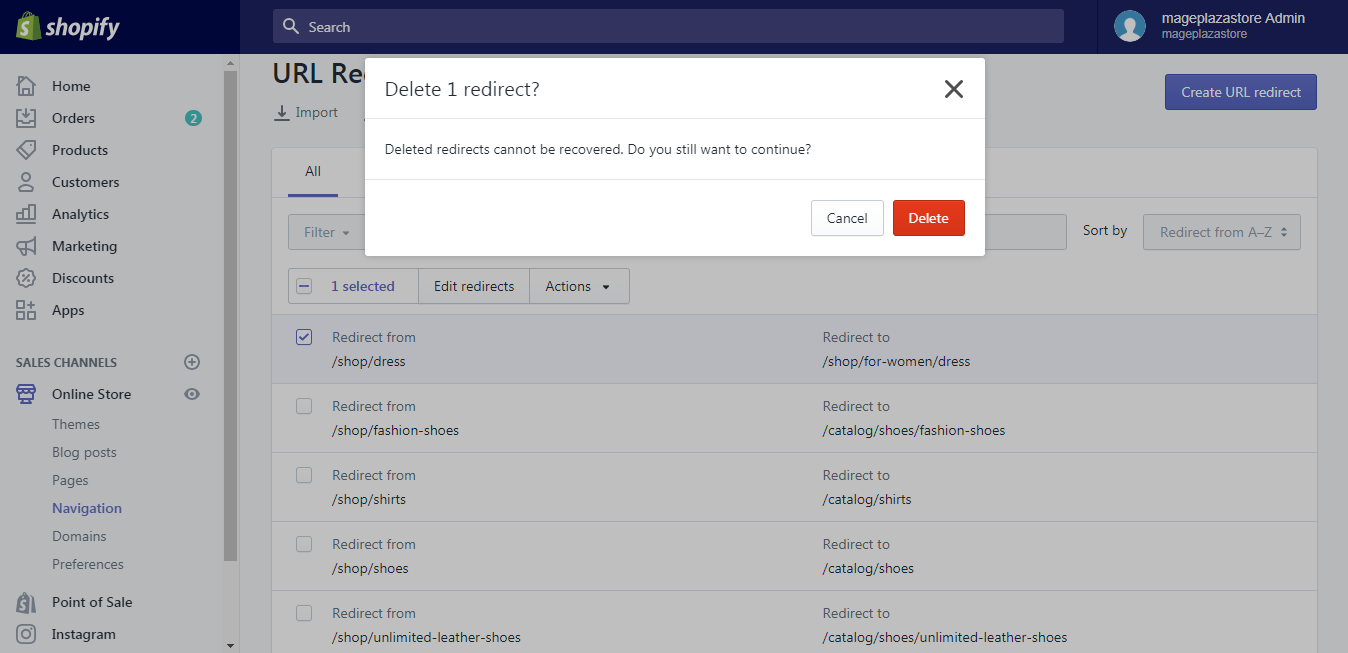 shopify
Search
mageplazastore Admin
mageplazastore
Home
Orders
2
Products
Customers
Analytics
Marketing
Discounts
Apps
SALES CHANNELS
Online Store
Themes
Blog posts
Pages
Navigation
Domains
Preferences
Point of Sale
Instagram
URL Re
Import
Create URL redirect
Delete 1 redirect?
Deleted redirects cannot be recovered. Do you still want to continue?
Cancel
Delete
All
Filter
Sort by
Redirect from A–Z
1 selected
Edit redirects
Actions
Redirect from
Redirect to
/shop/dress
/shop/for-women/dress
Redirect from
Redirect to
/shop/fashion-shoes
/catalog/shoes/fashion-shoes
Redirect from
Redirect to
/shop/shirts
/catalog/shirts
Redirect from
Redirect to
/shop/shoes
/catalog/shoes
Redirect from
Redirect to
/shop/unlimited-leather-shoes
/catalog/shoes/unlimited-leather-shoes